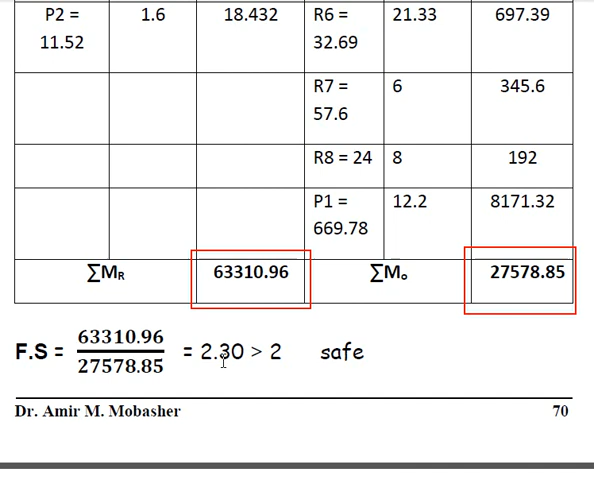 P2 = 1.6 18.432 R6 = 21.33 697.39
11.52 32.69
R7 = 6 345.6
57.6
R8 = 24 8 192
P1 = 12.2 8171.32
669.78
∑MR 63310.96 ∑Mo 27578.85
F.S = 63310.96 / 27578.85 = 2.30 > 2 safe
Dr. Amir M. Mobasher 70